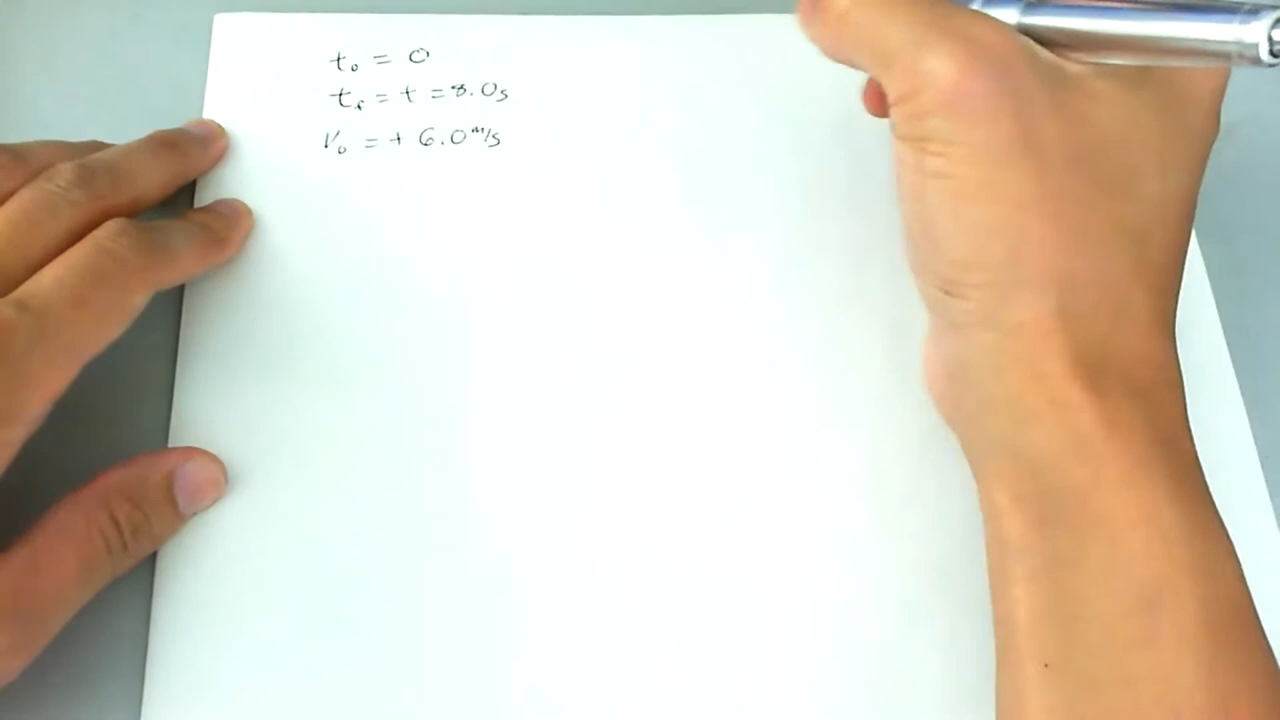 t₀ = 0
t_f = t = 8.0s
V₀ = + 6.0 m/s